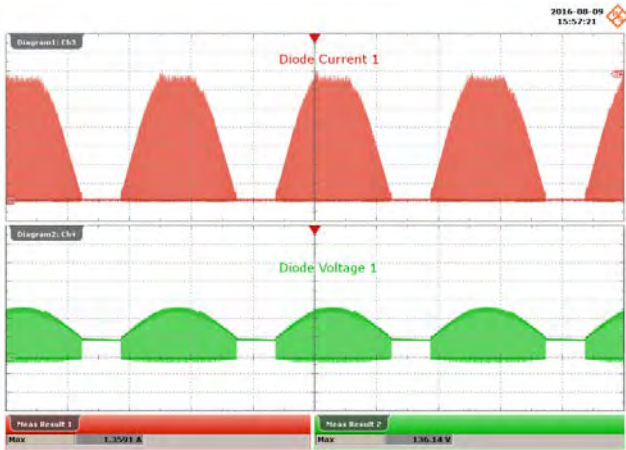 2016-08-09
15:57:21
Diagram1: Ch3
Diode Current 1
Diagram2: Ch4
Diode Voltage 1
Meas Result 1
Meas Result 2
Max 1.3591 A
Max 136.14 V